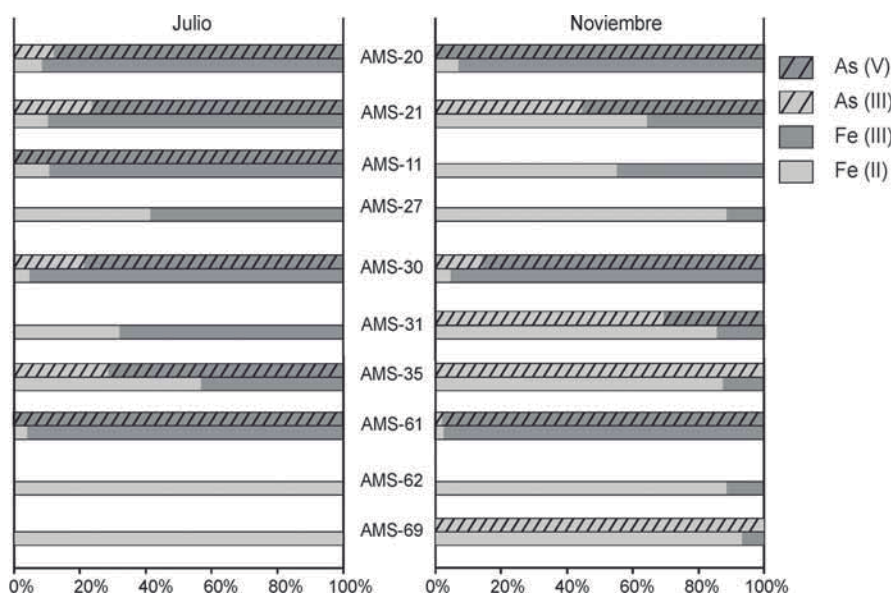 Julio
Noviembre
AMS-20
AMS-21
AMS-11
AMS-27
AMS-30
AMS-31
AMS-35
AMS-61
AMS-62
AMS-69
As (V)
As (III)
Fe (III)
Fe (II)
0% 20% 40% 60% 80% 100%
0% 20% 40% 60% 80% 100%